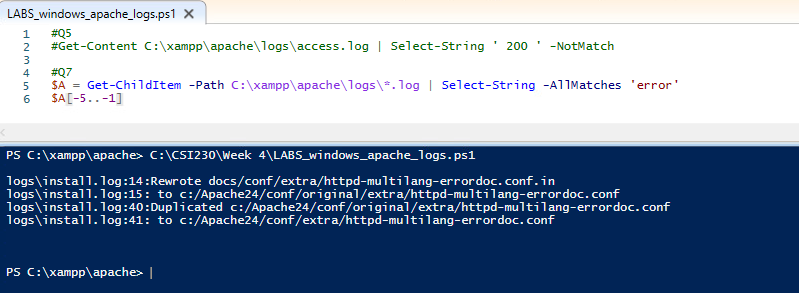 LABS_windows_apache_logs.ps1 X
1 #Q5
2 #Get-Content C:\xampp\apache\logs\access.log | Select-String ' 200 ' -NotMatch
3
4 #Q7
5 $A = Get-ChildItem -Path C:\xampp\apache\logs\*.log | Select-String -AllMatches 'error'
6 $A[-5..-1]
PS C:\xampp\apache> C:\CSI230\Week 4\LABS_windows_apache_logs.ps1
logs\install.log:14:Rewrote docs/conf/extra/httpd-multilang-errordoc.conf.in
logs\install.log:15: to c:/Apache24/conf/original/extra/httpd-multilang-errordoc.conf
logs\install.log:40:Duplicated c:/Apache24/conf/original/extra/httpd-multilang-errordoc.conf
logs\install.log:41: to c:/Apache24/conf/extra/httpd-multilang-errordoc.conf
PS C:\xampp\apache> |